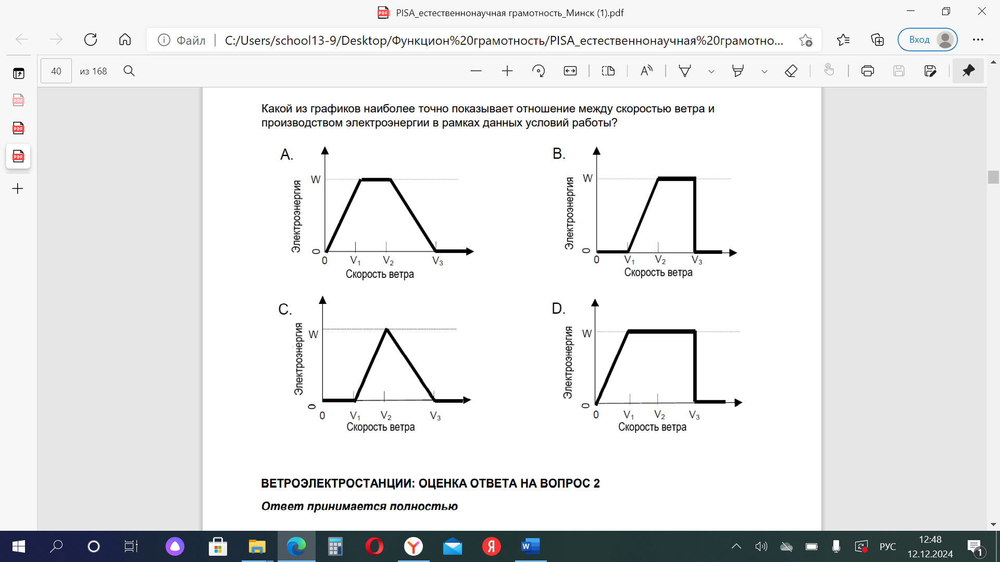 PISA_естественнонаучная грамотность_Минск (1).pdf
Файл
C:/Users/school13-9/Desktop/Функцион%20грамотность/PISA_естественнонаучная%20грамотно...
Вход
40
из 168
Какой из графиков наиболее точно показывает отношение между скоростью ветра и
производством электроэнергии в рамках данных условий работы?
A.
W
Электроэнергия
0
0
V1
V2
V3
Скорость ветра
B.
W
Электроэнергия
0
0
V1
V2
V3
Скорость ветра
C.
W
Электроэнергия
0
0
V1
V2
V3
Скорость ветра
D.
W
Электроэнергия
0
0
V1
V2
V3
Скорость ветра
ВЕТРОЭЛЕКТРОСТАНЦИИ: ОЦЕНКА ОТВЕТА НА ВОПРОС 2
Ответ принимается полностью
РУС
12:48
12.12.2024
1